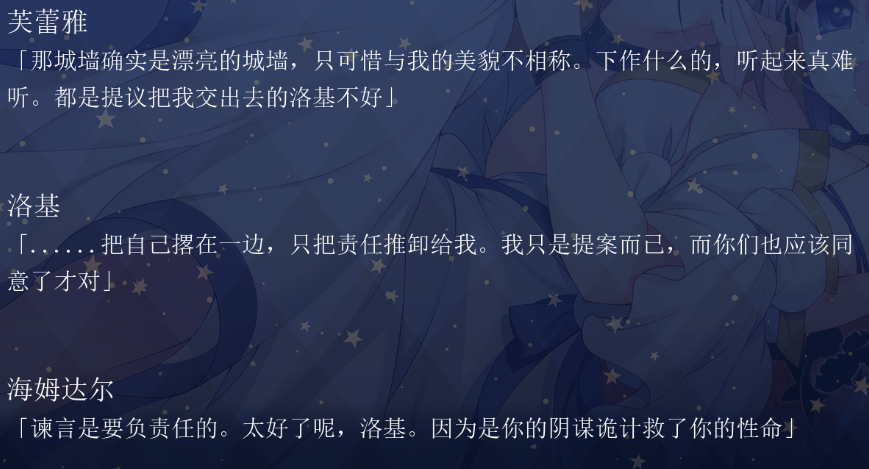 芙蕾雅
「那城墙确实是漂亮的城墙，只可惜与我的美貌不相称。下作什么的，听起来真难
听。都是提议把我交出去的洛基不好」
洛基
「......把自己撂在一边，只把责任推卸给我。我只是提案而已，而你们也应该同
意了才对」
海姆达尔
「谏言是要负责任的。太好了呢，洛基。因为是你的阴谋诡计救了你的性命」